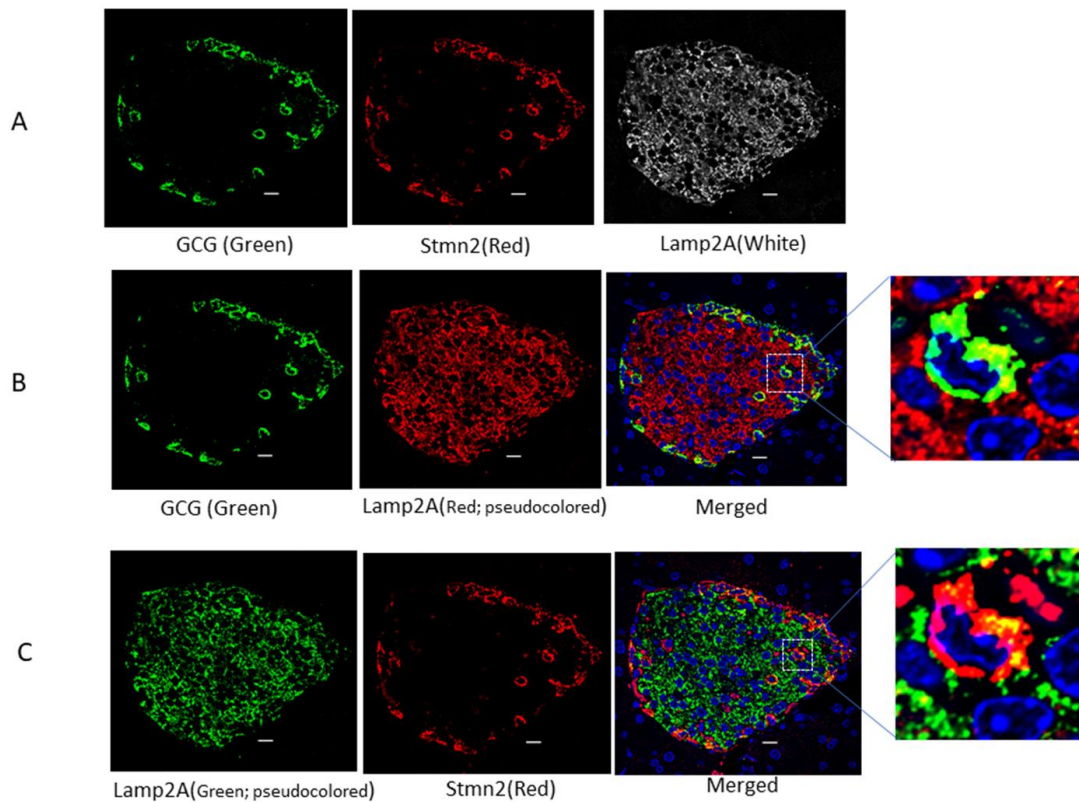 A
GCG (Green)
Stmn2(Red)
Lamp2A(White)
B
GCG (Green)
Lamp2A(Red; pseudocolored)
Merged
C
Lamp2A(Green; pseudocolored)
Stmn2(Red)
Merged